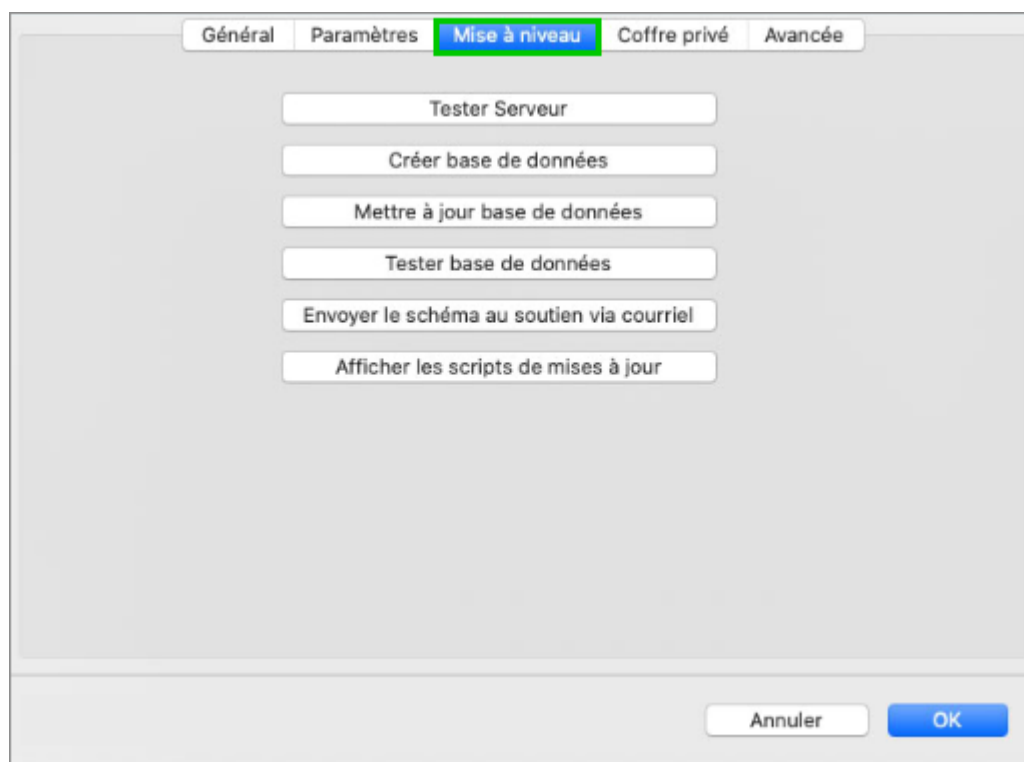 Général Paramètres Mise à niveau Coffre privé Avancée
Tester Serveur
Créer base de données
Mettre à jour base de données
Tester base de données
Envoyer le schéma au soutien via courriel
Afficher les scripts de mises à jour
Annuler OK